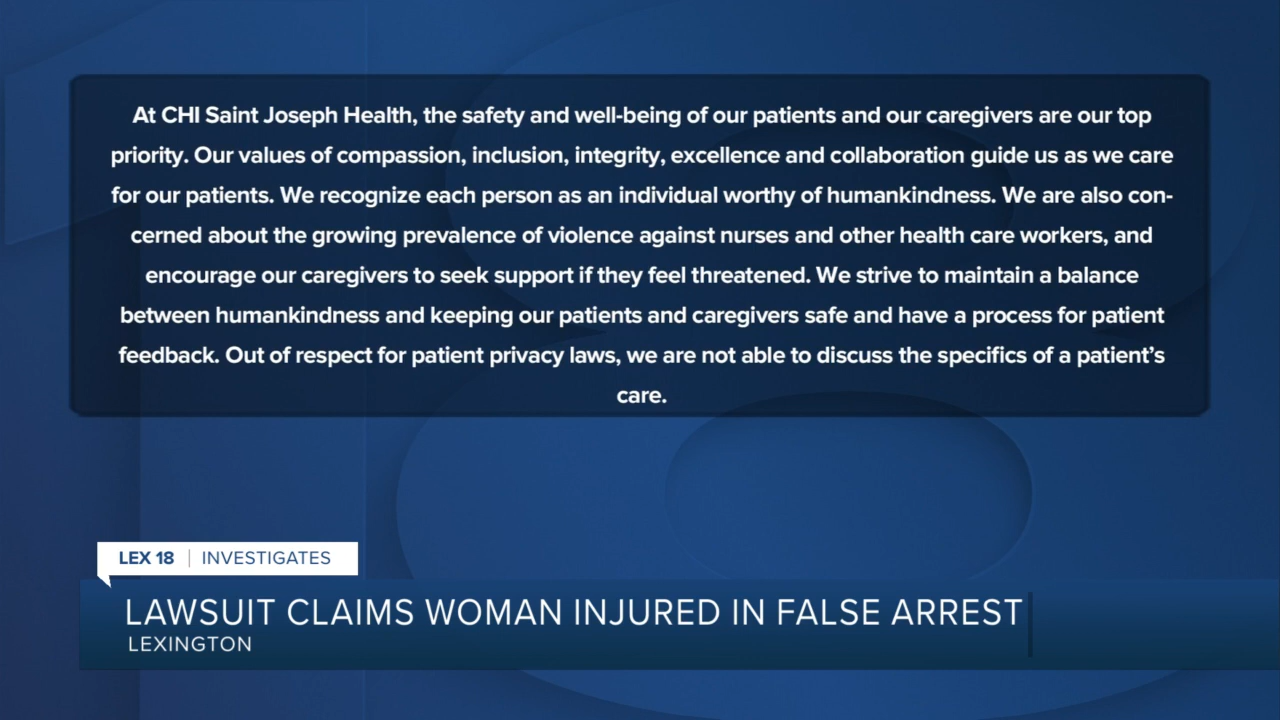 At CHI Saint Joseph Health, the safety and well-being of our patients and our caregivers are our top
priority. Our values of compassion, inclusion, integrity, excellence and collaboration guide us as we care
for our patients. We recognize each person as an individual worthy of humankindness. We are also con-
cerned about the growing prevalence of violence against nurses and other health care workers, and
encourage our caregivers to seek support if they feel threatened. We strive to maintain a balance
between humankindness and keeping our patients and caregivers safe and have a process for patient
feedback. Out of respect for patient privacy laws, we are not able to discuss the specifics of a patient’s
care.
LEX 18 | INVESTIGATES
LAWSUIT CLAIMS WOMAN INJURED IN FALSE ARREST
LEXINGTON